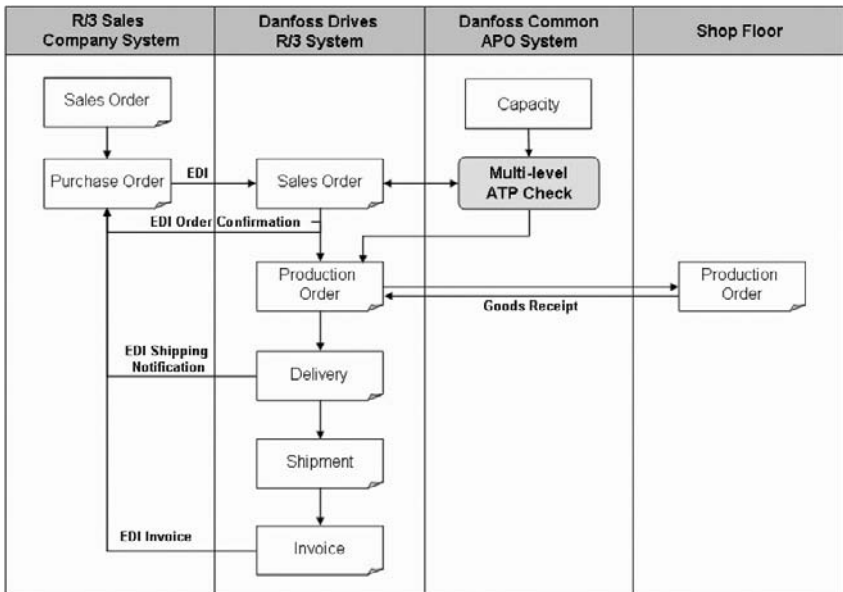 R/3 Sales
Company System
Danfoss Drives
R/3 System
Danfoss Common
APO System
Shop Floor
Sales Order
Capacity
Purchase Order
EDI
Sales Order
Multi-level
ATP Check
EDI Order Confirmation
Production
Order
Production
Order
Goods Receipt
EDI Shipping
Notification
Delivery
Shipment
EDI Invoice
Invoice